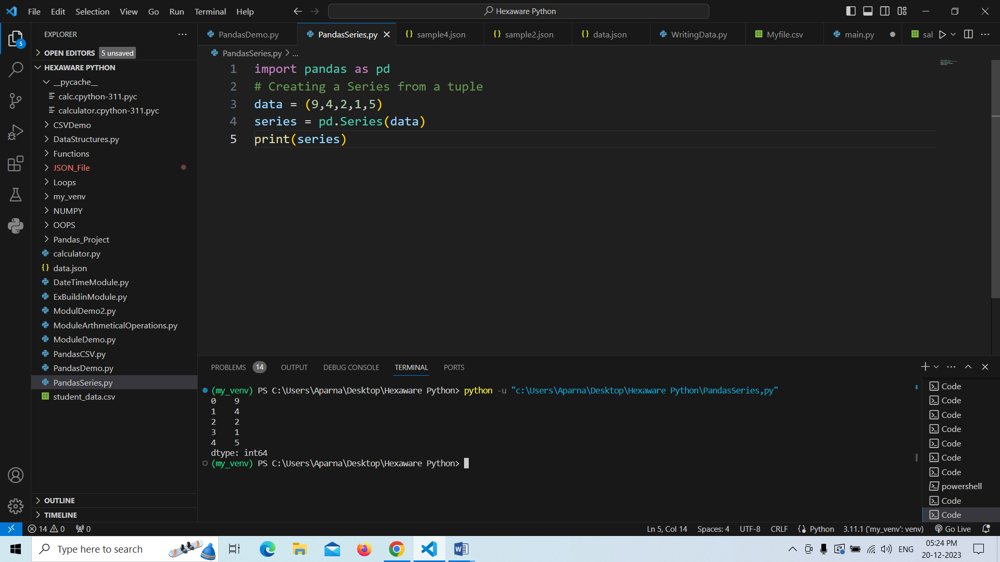 File Edit Selection View Go Run Terminal Help
Hexaware Python
EXPLORER
PandasDemo.py
PandasSeries,py
sample4.json
sample2.json
data.json
WritingData.py
Myfile.csv
main.py
sal
OPEN EDITORS 5 unsaved
HEXAWARE PYTHON
__pycache__
calc.cpython-311.pyc
calculator.cpython-311.pyc
CSVDemo
DataStructures.py
Functions
JSON_File
Loops
my_venv
NUMPY
OOPS
Pandas_Project
calculator.py
data.json
DateTimeModule.py
ExBuildinModule.py
ModulDemo2.py
ModuleArthmeticalOperations.py
ModuleDemo.py
PandasCSV.py
PandasDemo.py
PandasSeries,py
student_data.csv
OUTLINE
TIMELINE
5
PandasSeries,py > ...
1 import pandas as pd
2 # Creating a Series from a tuple
3 data = (9,4,2,1,5)
4 series = pd.Series(data)
5 print(series)
PROBLEMS 14 OUTPUT DEBUG CONSOLE TERMINAL PORTS
(my_venv) PS C:\Users\Aparna\Desktop\Hexaware Python> python -u "c:\Users\Aparna\Desktop\Hexaware Python\PandasSeries,py"
0 9
1 4
2 2
3 1
4 5
dtype: int64
(my_venv) PS C:\Users\Aparna\Desktop\Hexaware Python>
Code
Code
Code
Code
Code
Code
Code
powershell
Code
Code
14 0 0
Ln 5, Col 14 Spaces: 4 UTF-8 CRLF Python 3.11.1 ('my_venv': venv) Go Live
Type here to search
ENG
05:24 PM
20-12-2023